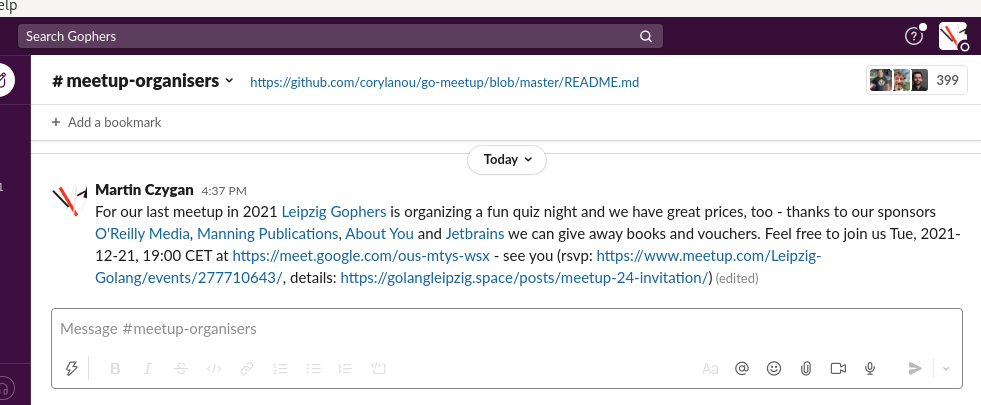 elp
Search Gophers
# meetup-organisers https://github.com/corylanou/go-meetup/blob/master/README.md 399
+ Add a bookmark
Today
Martin Czygan 4:37 PM
For our last meetup in 2021 Leipzig Gophers is organizing a fun quiz night and we have great prices, too - thanks to our sponsors
O'Reilly Media, Manning Publications, About You and Jetbrains we can give away books and vouchers. Feel free to join us Tue, 2021-
12-21, 19:00 CET at https://meet.google.com/ous-mtys-wsx - see you (rsvp: https://www.meetup.com/Leipzig-
Golang/events/277710643/, details: https://golangleipzig.space/posts/meetup-24-invitation/) (edited)
1
Message #meetup-organisers
B I S </> Aa @